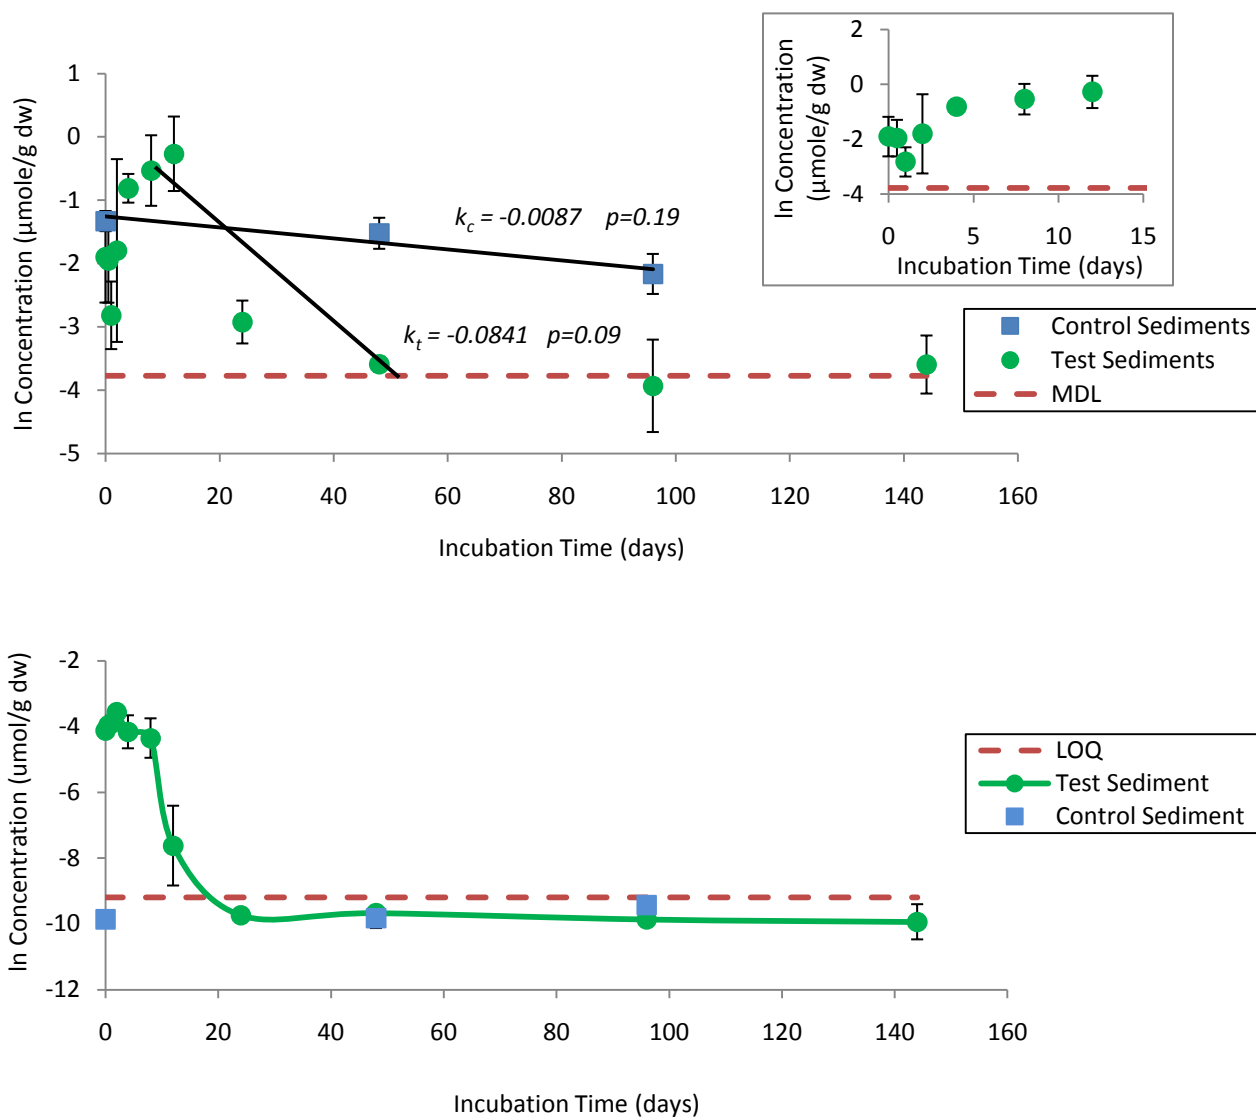 ln Concentration (µmole/g dw)
1
0
-1
-2
-3
-4
-5
0 20 40 60 80 100 120 140 160
Incubation Time (days)
k_c = -0.0087 p=0.19
k_t = -0.0841 p=0.09
ln Concentration
(µmole/g dw)
2
0
-2
-4
0 5 10 15
Incubation Time (days)
Control Sediments
Test Sediments
MDL
ln Concentration (umol/g dw)
-2
-4
-6
-8
-10
-12
0 20 40 60 80 100 120 140 160
Incubation Time (days)
LOQ
Test Sediment
Control Sediment